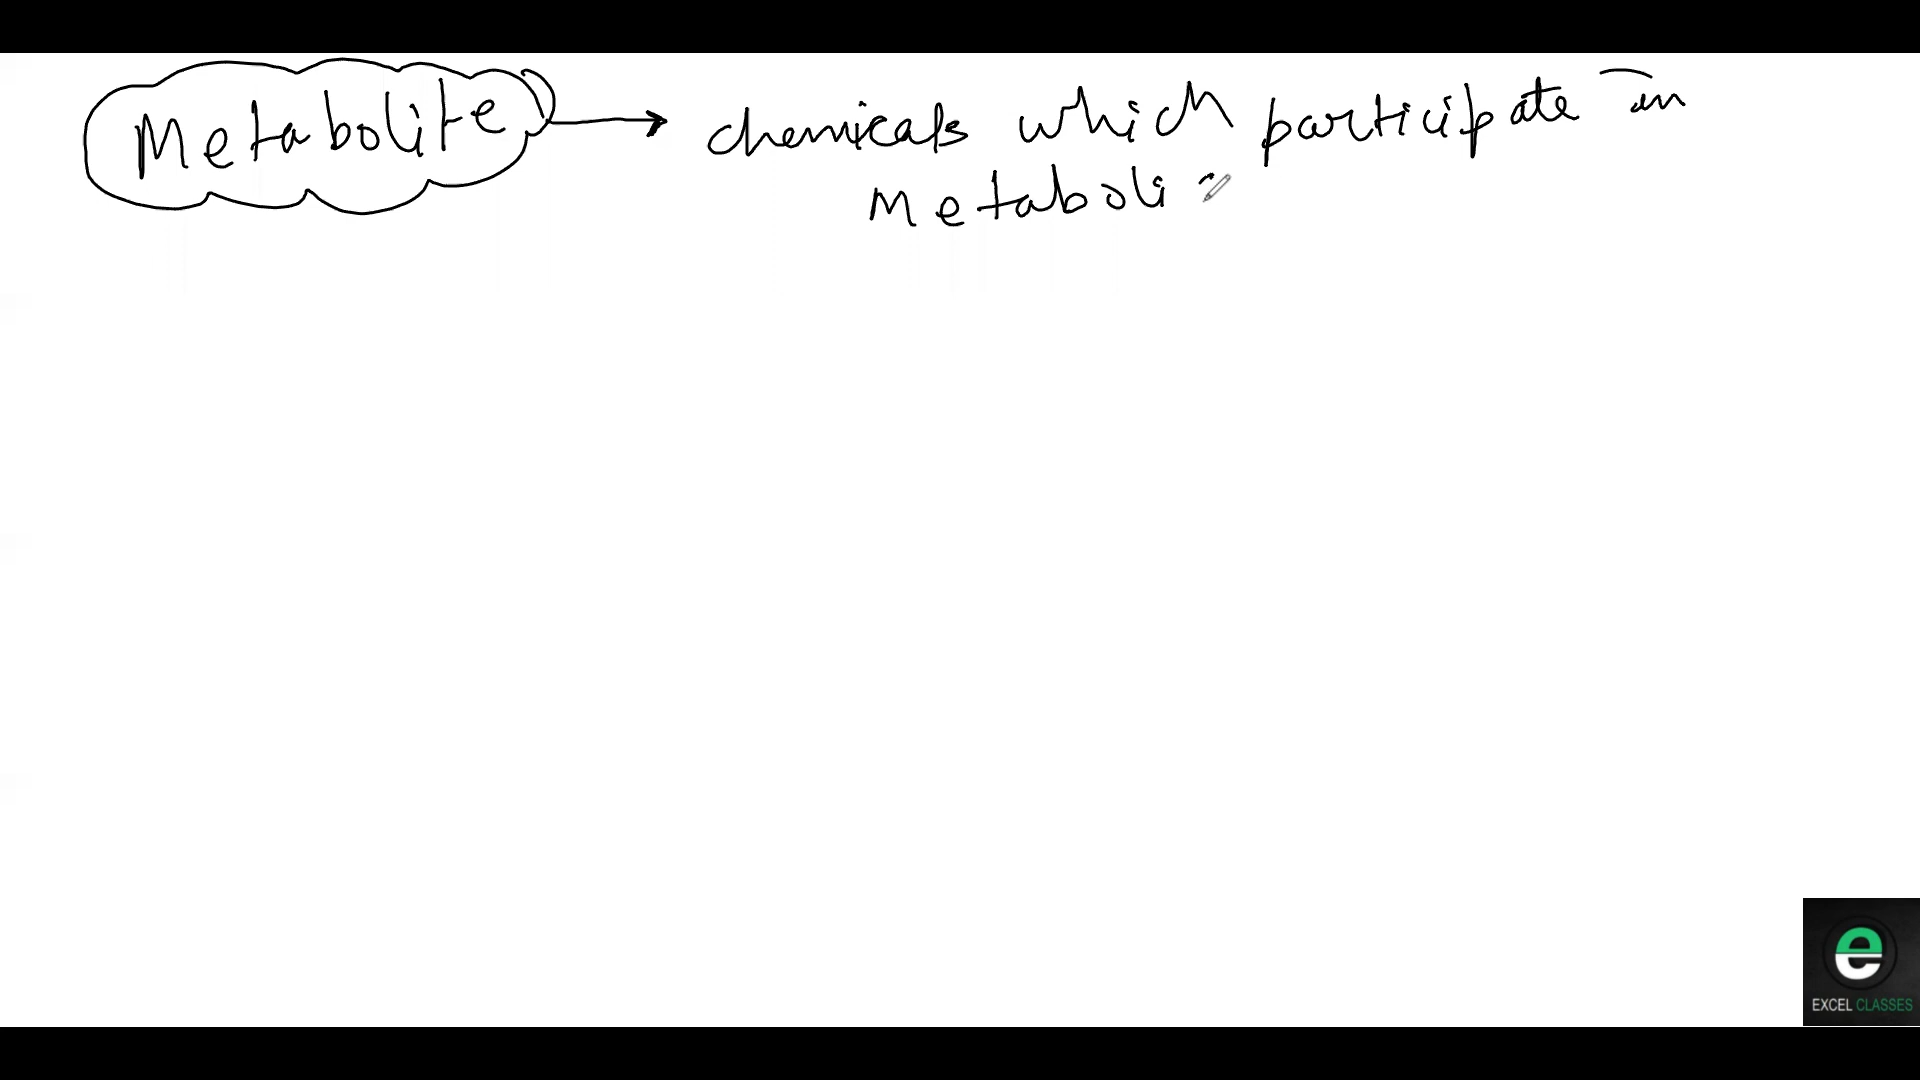 Metabolite → chemicals which participate in
Metaboli
EXCEL CLASSES